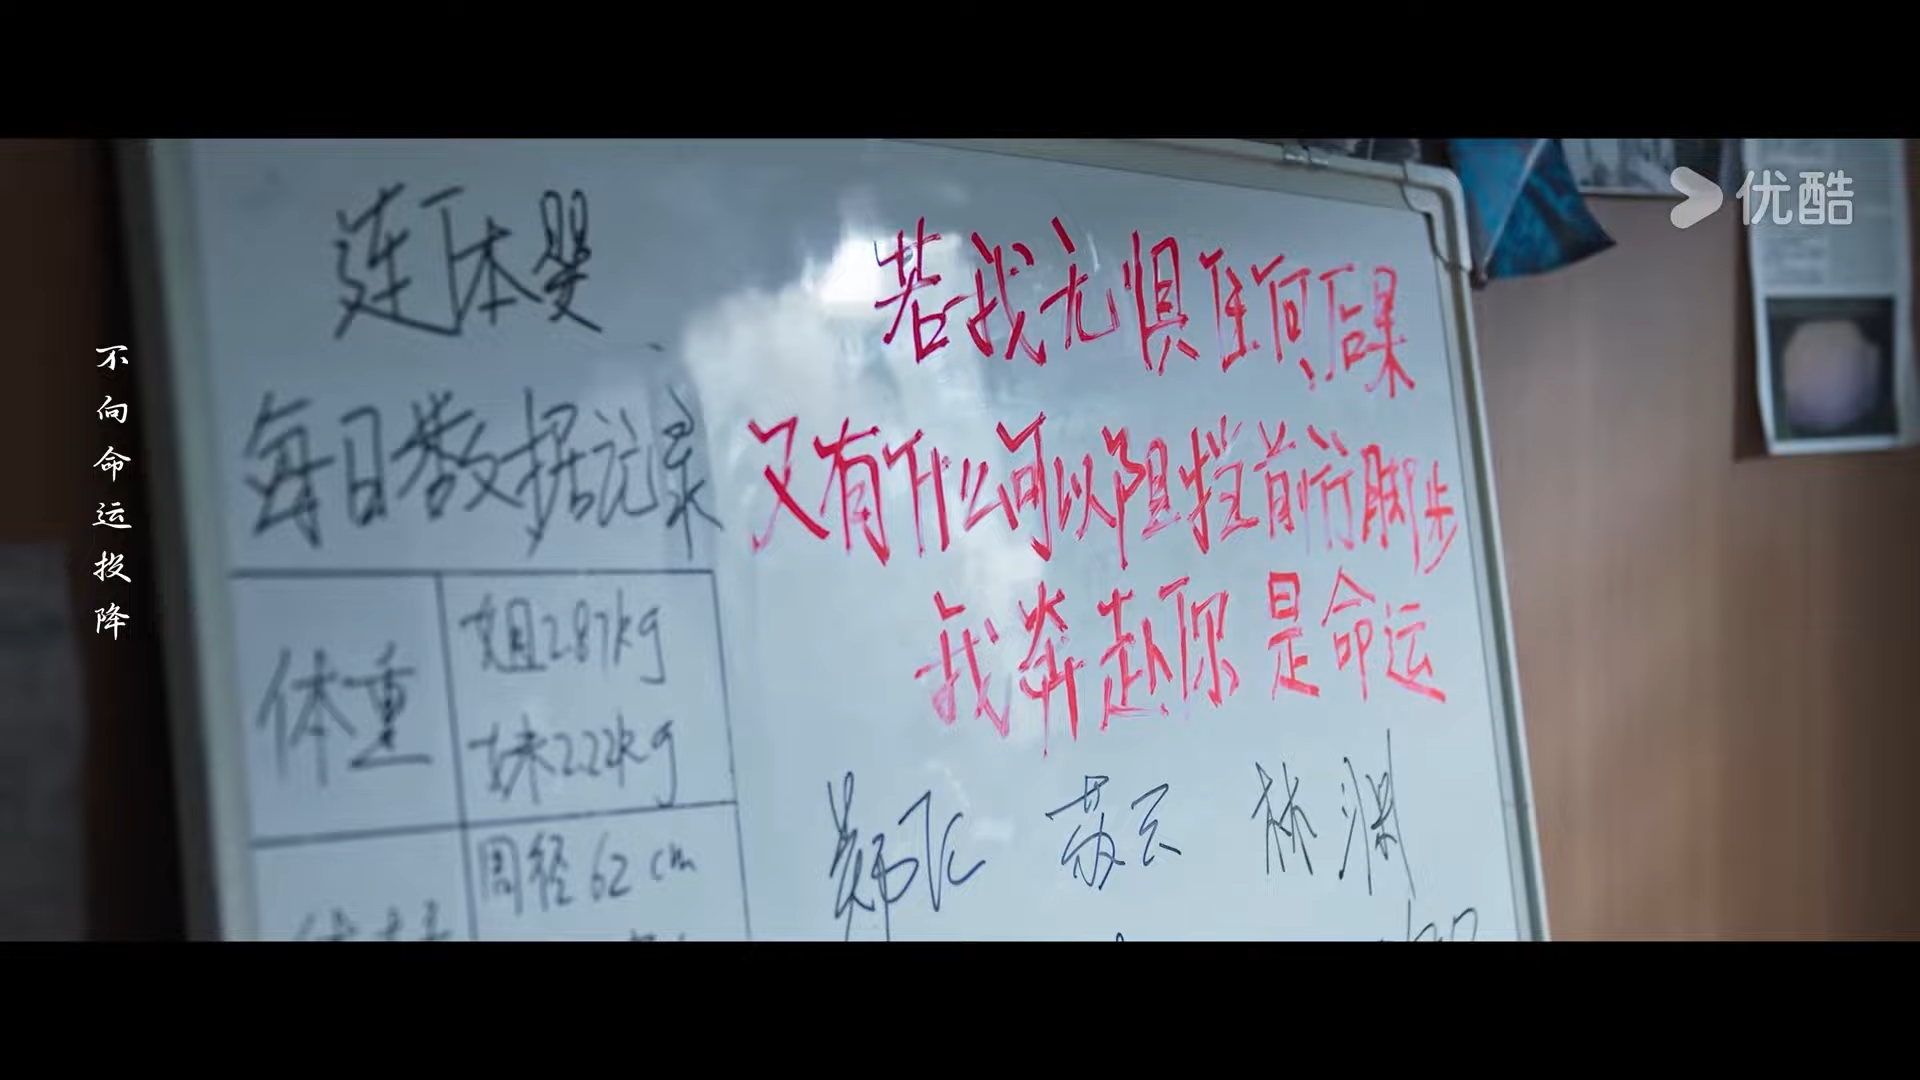 优酷
不向命运投降
连体婴
每日数据记录
体重
姐2.87kg
妹2.22kg
周径62cm
若我无惧任何后果
又有什么可以阻挡前行脚步
我奔赴你是命运
郑飞 苏云 林渊